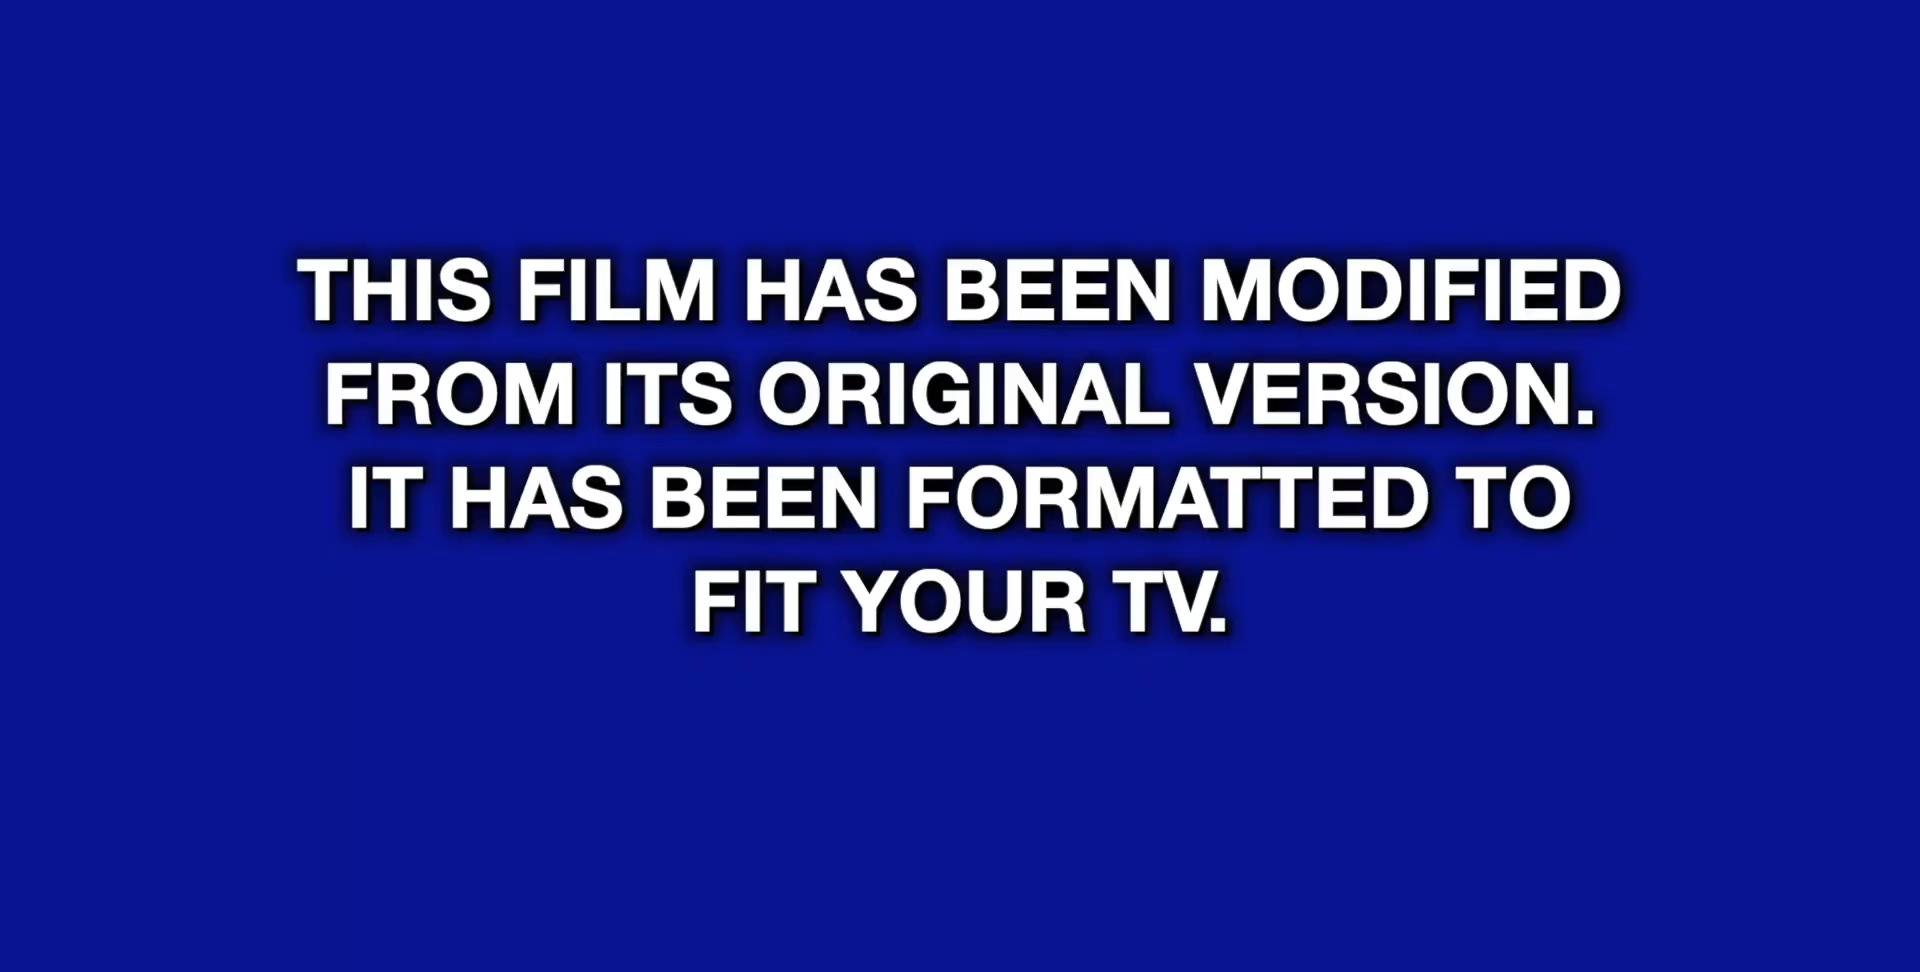 THIS FILM HAS BEEN MODIFIED
FROM ITS ORIGINAL VERSION.
IT HAS BEEN FORMATTED TO
FIT YOUR TV.